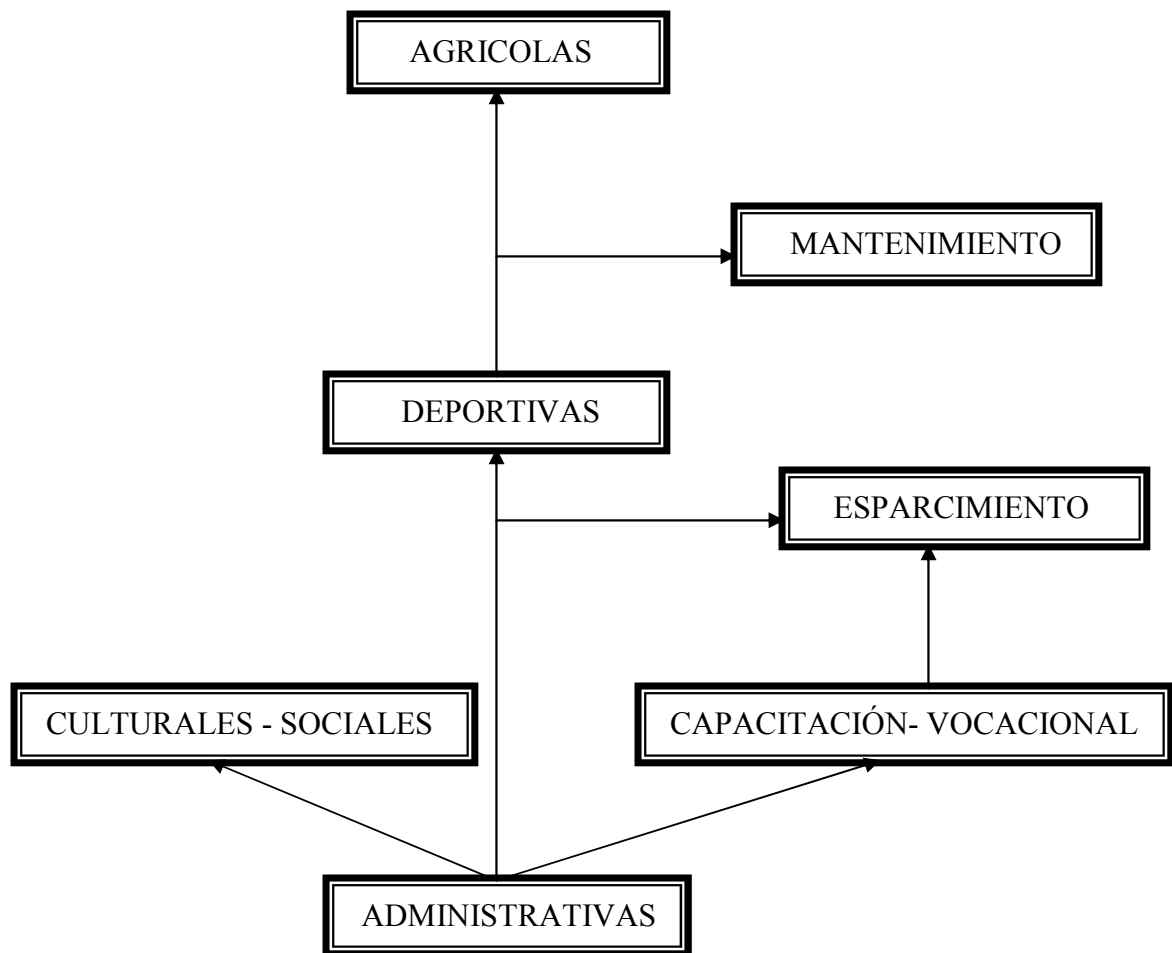 AGRICOLAS
MANTENIMIENTO
DEPORTIVAS
ESPARCIMIENTO
CULTURALES - SOCIALES
CAPACITACIÓN- VOCACIONAL
ADMINISTRATIVAS